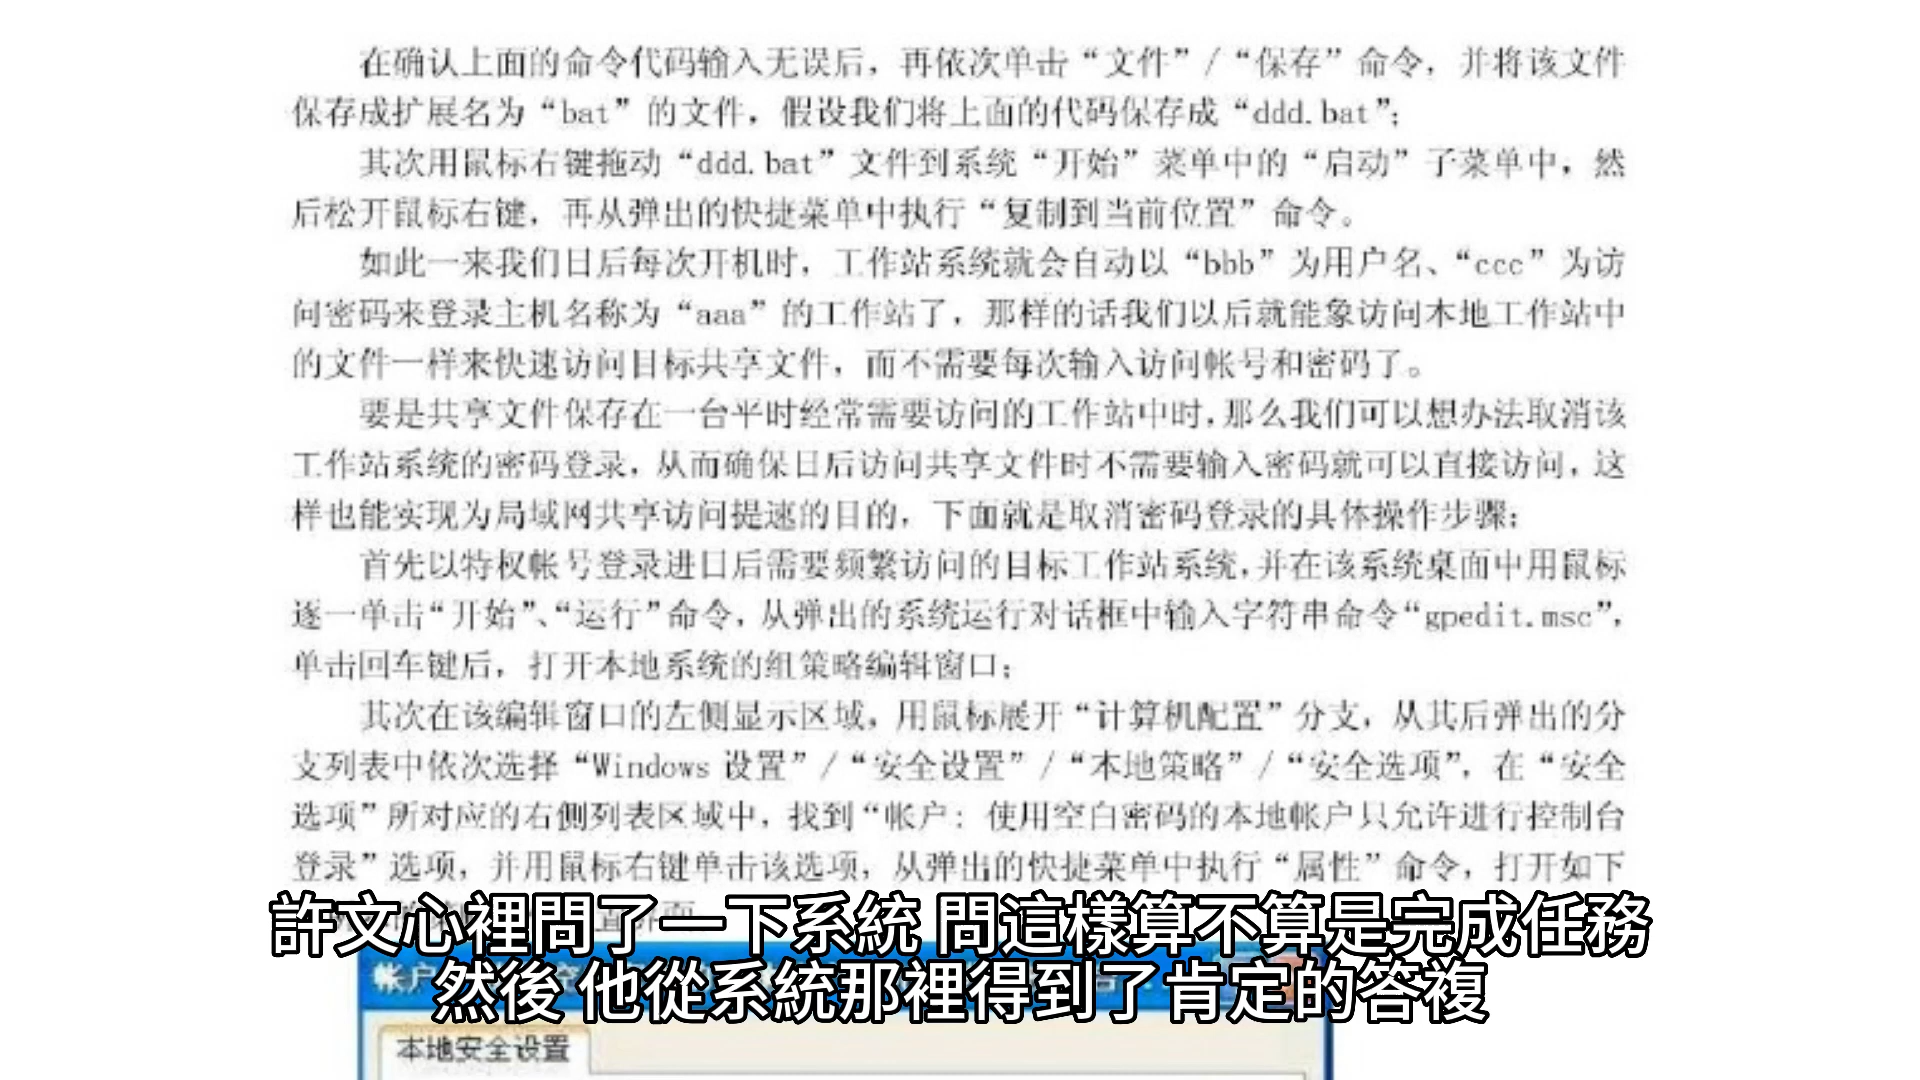 在确认上面的命令代码输入无误后，再依次单击“文件”/“保存”命令，并将该文件
保存成扩展名为“bat”的文件，假设我们将上面的代码保存成“ddd.bat”；
其次用鼠标右键拖动“ddd.bat”文件到系统“开始”菜单中的“启动”子菜单中，然
后松开鼠标右键，再从弹出的快捷菜单中执行“复制到当前位置”命令。
如此一来我们日后每次开机时，工作站系统就会自动以“bbb”为用户名、“ccc”为访
问密码来登录主机名称为“aaa”的工作站了，那样的话我们以后就能象访问本地工作站中
的文件一样来快速访问目标共享文件，而不需要每次输入访问帐号和密码了。
要是共享文件保存在一台平时经常需要访问的工作站中时，那么我们可以想办法取消该
工作站系统的密码登录，从而确保日后访问共享文件时不需要输入密码就可以直接访问，这
样也能实现为局域网共享访问提速的目的，下面就是取消密码登录的具体操作步骤：
首先以特权帐号登录进日后需要频繁访问的目标工作站系统，并在该系统桌面中用鼠标
逐一单击“开始”、“运行”命令，从弹出的系统运行对话框中输入字符串命令“gpedit.msc”，
单击回车键后，打开本地系统的组策略编辑窗口；
其次在该编辑窗口的左侧显示区域，用鼠标展开“计算机配置”分支，从其后弹出的分
支列表中依次选择“Windows 设置”/“安全设置”/“本地策略”/“安全选项”，在“安全
选项”所对应的右侧列表区域中，找到“帐户：使用空白密码的本地帐户只允许进行控制台
登录”选项，并用鼠标右键单击该选项，从弹出的快捷菜单中执行“属性”命令，打开如下
許文心裡問了一下系統 問這樣算不算是完成任務
然後 他從系統那裡得到了肯定的答複
本地安全设置